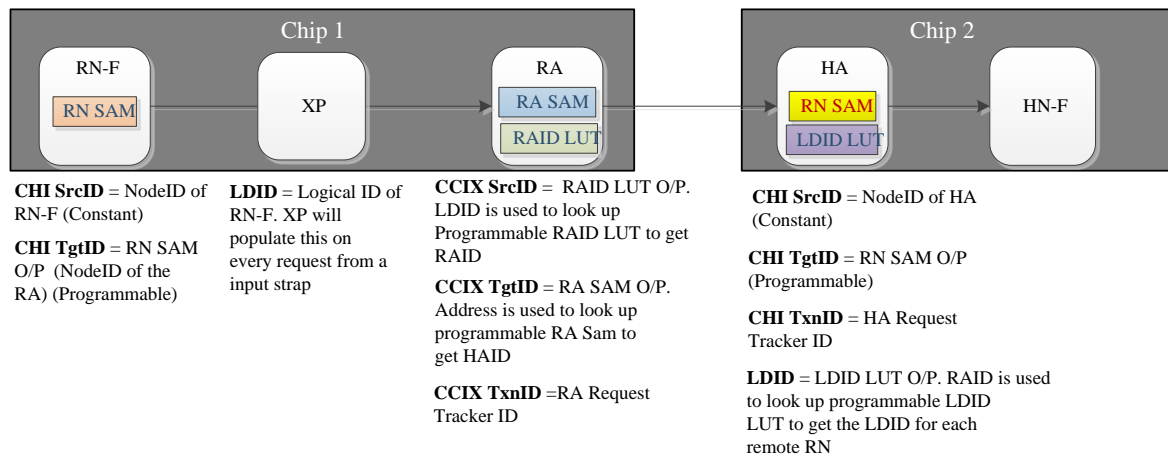 Chip 1
Chip 2
RN-F
RN SAM
XP
RA
RA SAM
RAID LUT
HA
RN SAM
LDID LUT
HN-F
CHI SrcID = NodeID of
RN-F (Constant)
CHI TgtID = RN SAM
O/P (NodeID of the
RA) (Programmable)
LDID = Logical ID of
RN-F. XP will
populate this on
every request from a
input strap
CCIX SrcID = RAID LUT O/P.
LDID is used to look up
Programmable RAID LUT to get
RAID
CCIX TgtID = RA SAM O/P.
Address is used to look up
programmable RA Sam to
get HAID
CCIX TxnID =RA Request
Tracker ID
CHI SrcID = NodeID of HA
(Constant)
CHI TgtID = RN SAM O/P
(Programmable)
CHI TxnID = HA Request
Tracker ID
LDID = LDID LUT O/P. RAID is used
to look up programmable LDID
LUT to get the LDID for each
remote RN